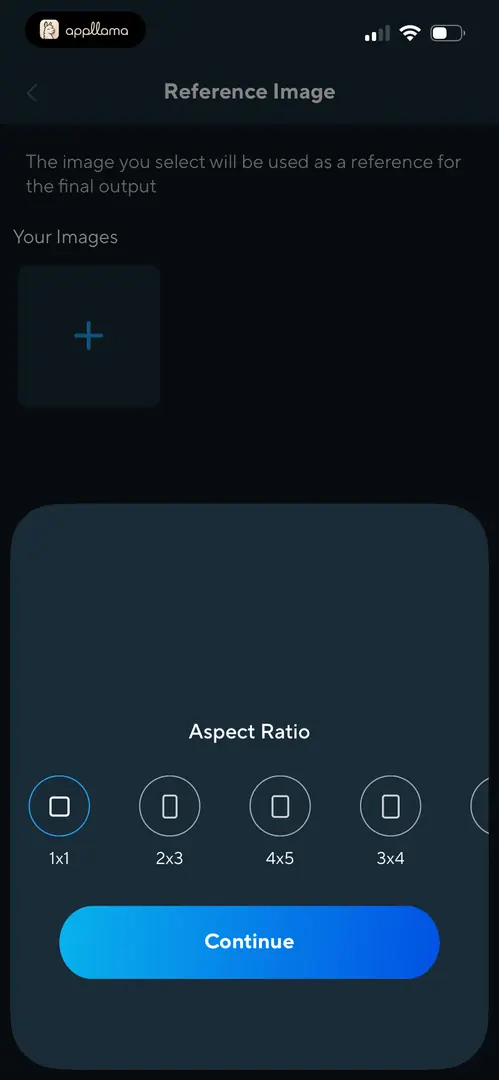 appllama
Reference Image
The image you select will be used as a reference for
the final output
Your Images
Aspect Ratio
1x1
2x3
4x5
3x4
Continue